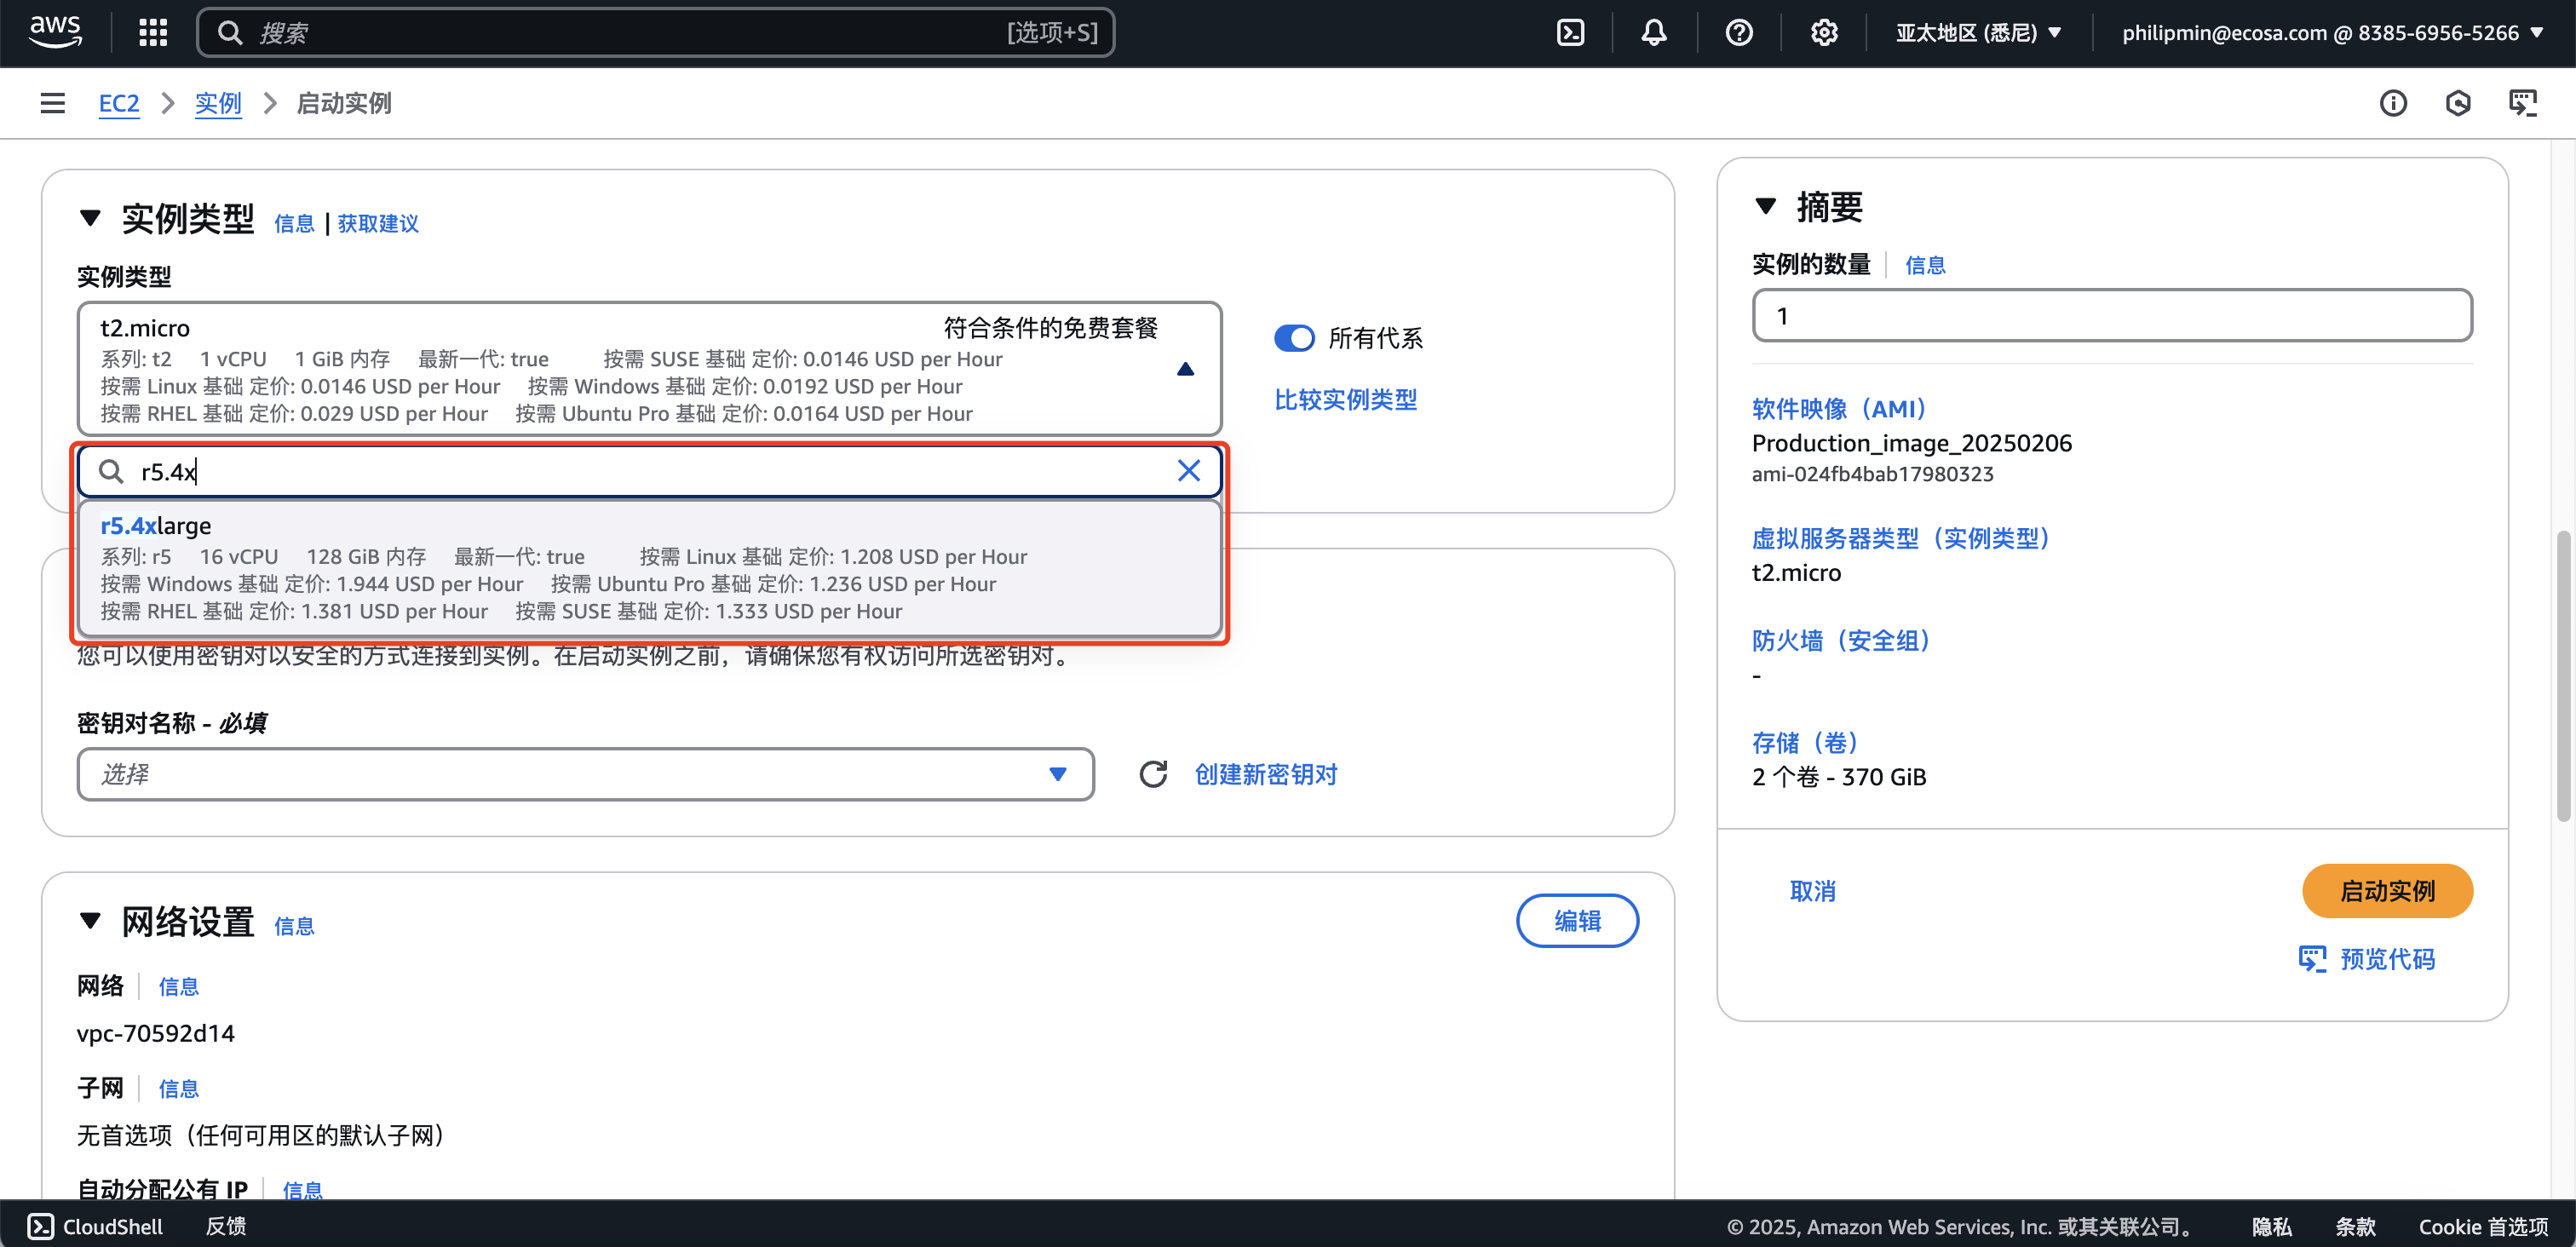 aws
搜索 [选项+S]
亚太地区 (悉尼)
philipmin@ecosa.com @ 8385-6956-5266
EC2 实例 启动实例
实例类型 信息 | 获取建议
实例类型
t2.micro 符合条件的免费套餐
系列: t2 1 vCPU 1 GiB 内存 最新一代: true 按需 SUSE 基础 定价: 0.0146 USD per Hour
按需 Linux 基础 定价: 0.0146 USD per Hour 按需 Windows 基础 定价: 0.0192 USD per Hour
按需 RHEL 基础 定价: 0.029 USD per Hour 按需 Ubuntu Pro 基础 定价: 0.0164 USD per Hour
所有代系
比较实例类型
r5.4x
r5.4xlarge
系列: r5 16 vCPU 128 GiB 内存 最新一代: true 按需 Linux 基础 定价: 1.208 USD per Hour
按需 Windows 基础 定价: 1.944 USD per Hour 按需 Ubuntu Pro 基础 定价: 1.236 USD per Hour
按需 RHEL 基础 定价: 1.381 USD per Hour 按需 SUSE 基础 定价: 1.333 USD per Hour
您可以使用密钥对以安全的方式连接到实例。在启动实例之前，请确保您有权访问所选密钥对。
密钥对名称 - 必填
选择
创建新密钥对
网络设置 信息
编辑
网络 信息
vpc-70592d14
子网 信息
无首选项（任何可用区的默认子网）
自动分配公有 IP 信息
摘要
实例的数量 信息
1
软件映像（AMI）
Production_image_20250206
ami-024fb4bab17980323
虚拟服务器类型（实例类型）
t2.micro
防火墙（安全组）
-
存储（卷）
2 个卷 - 370 GiB
取消
启动实例
预览代码
CloudShell 反馈
© 2025, Amazon Web Services, Inc. 或其关联公司。 隐私 条款 Cookie 首选项